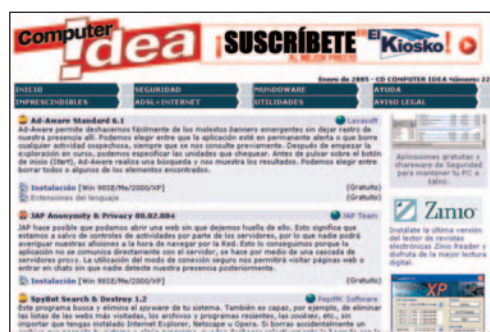 Computer idea
¡SUSCRÍBETE
AL MEJOR PRECIO
EN El Kiosko!
Enero de 2005 - CD COMPUTER IDEA Número: 22
INICIO SEGURIDAD MUNDOWARE AYUDA
IMPRESCINDIBLES ADSL+INTERNET UTILIDADES AVISO LEGAL
Ad-Aware Standard 6.1 Lavasoft
Ad-Aware permite deshacernos fácilmente de los molestos banners emergentes sin dejar rastro de
nuestra presencia allí. Podemos elegir entre que la aplicación esté en permanente alerta o que borre
cualquier actividad sospechosa, siempre que se nos consulte previamente. Después de empezar la
exploración en curso, podemos especificar las unidades que chequear. Antes de pulsar sobre el botón
de inicio (Start), Ad-Aware realiza una búsqueda y nos muestra los resultados. Podemos elegir entre
borrar todos o algunos de los elementos encontrados.
Instalación [Win 98SE/Me/2000/XP] (Gratuito)
Extensiones del lenguaje (Gratuito)
JAP Anonymity & Privacy 00.02.004 JAP Team
JAP hace posible que podamos abrir una web sin que dejemos huella de ello. Esto significa que
estamos a salvo de controles de actividades por parte de los servidores, por lo que nadie podrá
averiguar nuestras aficiones a la hora de navegar por la Red. Esto lo conseguimos porque la
aplicación no se comunica directamente con el servidor, se hace por medio de una cascada de
servidores proxy. La utilización del modo de conexión seguro nos permitirá visitar páginas web o
entrar en chats sin que nadie detecte nuestra presencia posteriormente.
Instalación [Win 98SE/Me/2000/XP] (Gratuito)
SpyBot Search & Destroy 1.2 PepiMK Software
Este programa busca y elimina el spyware de tu sistema. También es capaz, por ejemplo, de eliminar
las listas de las webs más visitadas, los archivos y programas recientes, las cookies, etc., sin
importar que tengas instalado Internet Explorer, Netscape u Opera. Si borras accidentalmente un
Aplicaciones gratuitas y
shareware de Seguridad
para mantener tu PC a
salvo.
ZINIO
Instálate la última versión
del lector de revistas
electrónicas Zinio Reader y
disfruta de la mejor lectura
digital.
XP